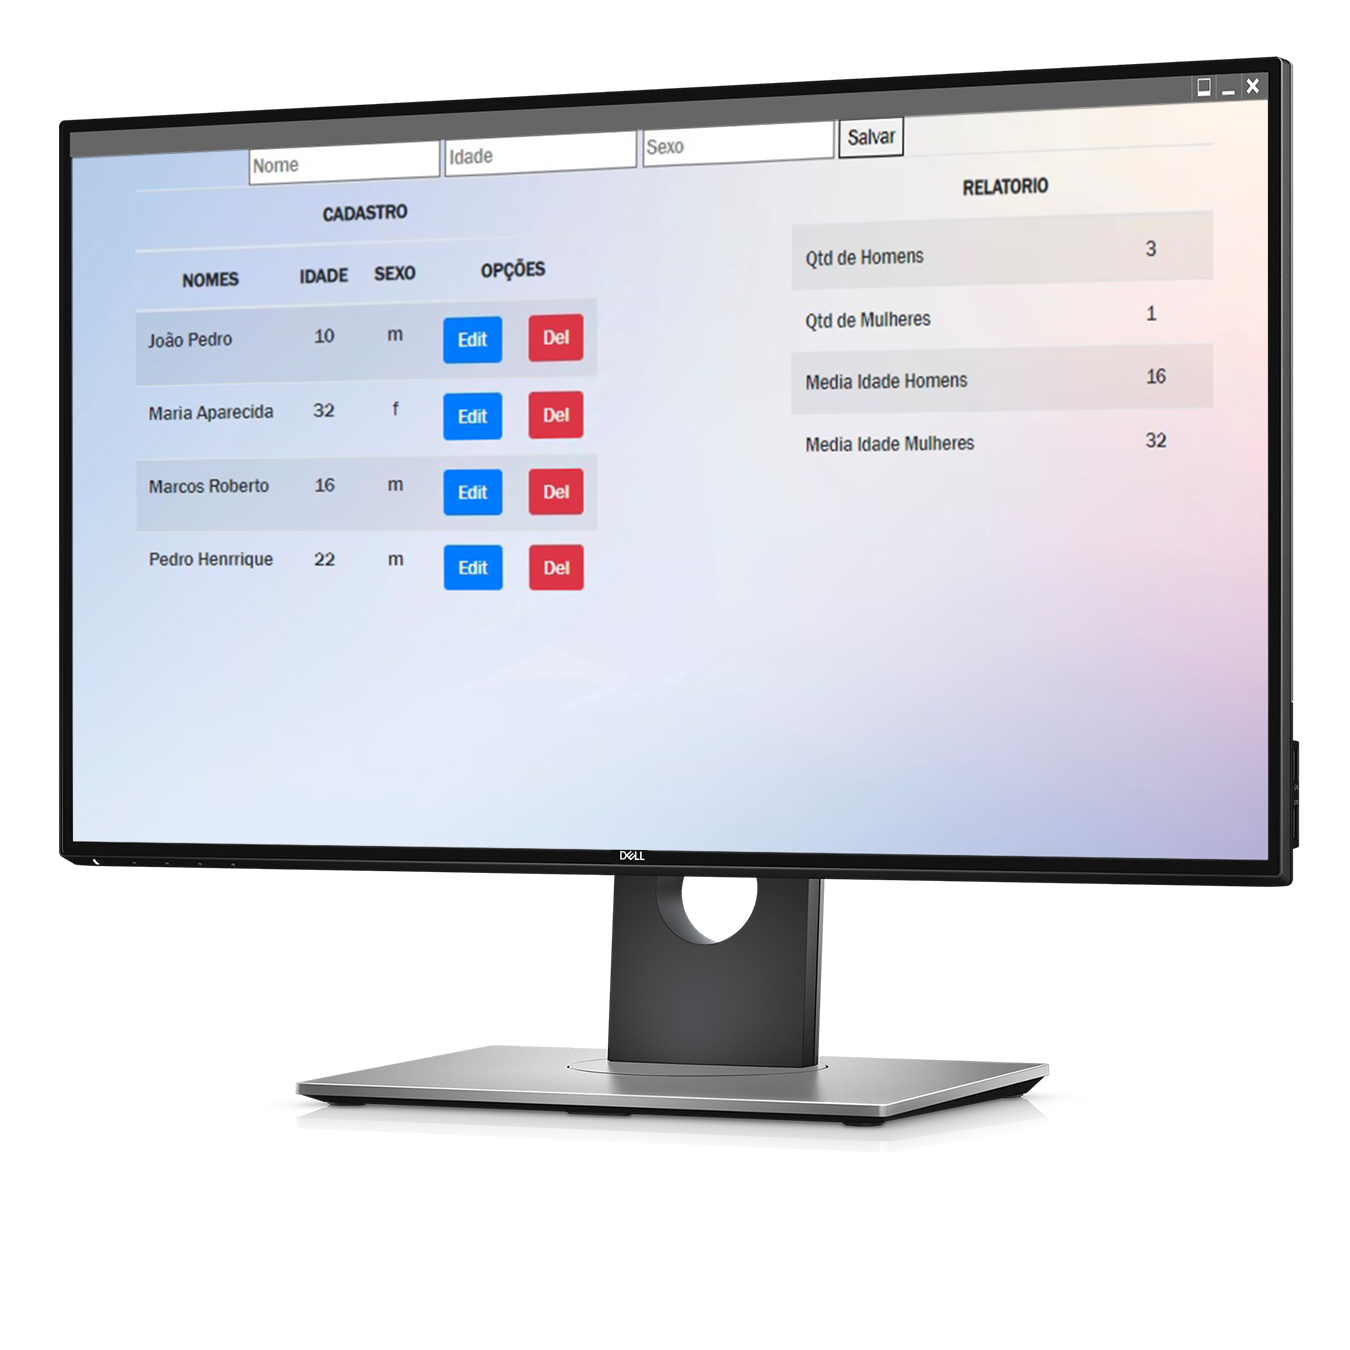 Nome Idade Sexo Salvar
CADASTRO
NOMES IDADE SEXO OPÇÕES
João Pedro 10 m Edit Del
Maria Aparecida 32 f Edit Del
Marcos Roberto 16 m Edit Del
Pedro Henrrique 22 m Edit Del
RELATORIO
Qtd de Homens 3
Qtd de Mulheres 1
Media Idade Homens 16
Media Idade Mulheres 32
DELL